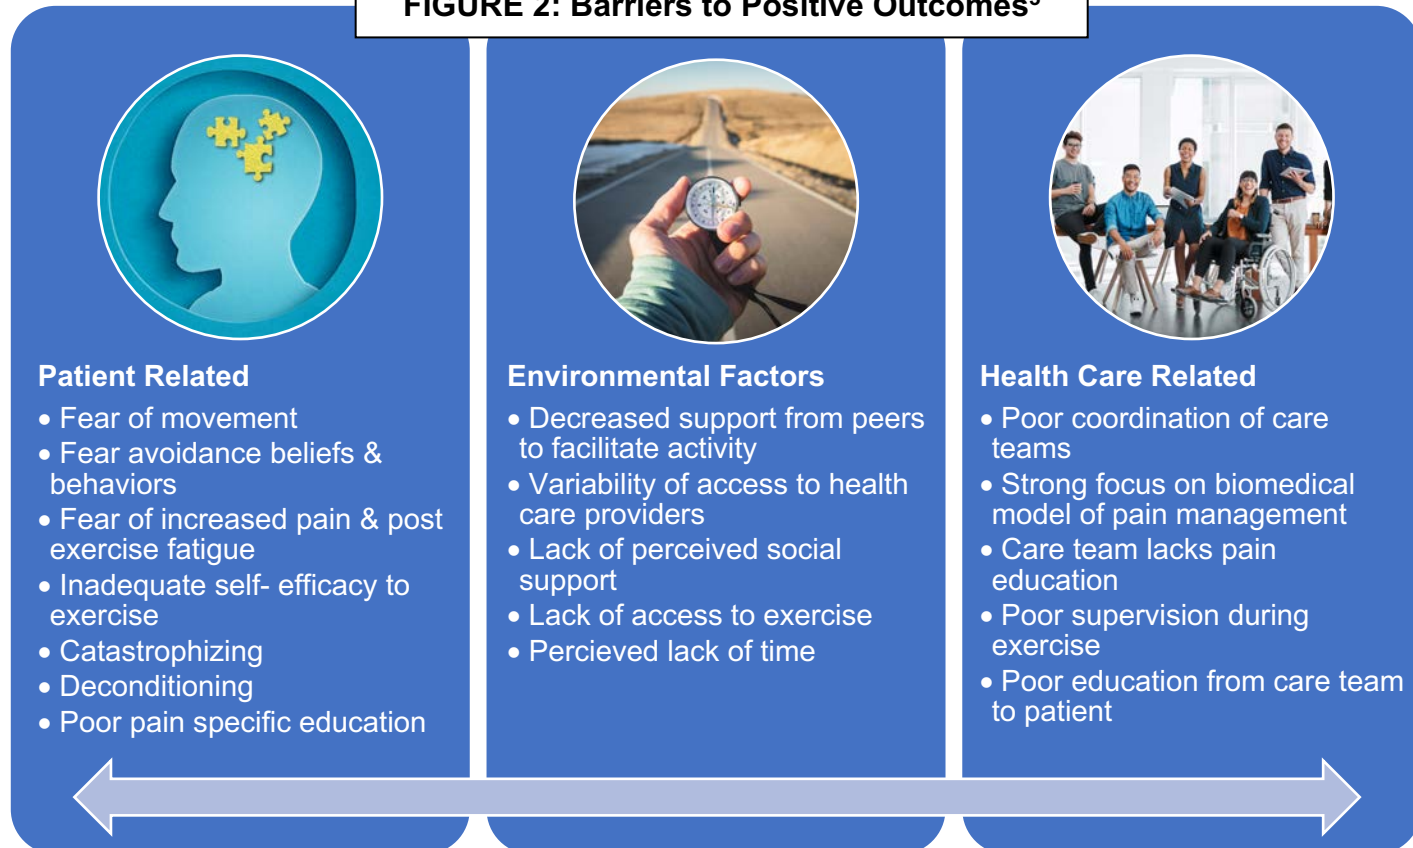 FIGURE 2: Barriers to Positive Outcomes³
Patient Related
• Fear of movement
• Fear avoidance beliefs &
behaviors
• Fear of increased pain & post
exercise fatigue
• Inadequate self- efficacy to
exercise
• Catastrophizing
• Deconditioning
• Poor pain specific education
Environmental Factors
• Decreased support from peers
to facilitate activity
• Variability of access to health
care providers
• Lack of perceived social
support
• Lack of access to exercise
• Percieved lack of time
Health Care Related
• Poor coordination of care
teams
• Strong focus on biomedical
model of pain management
• Care team lacks pain
education
• Poor supervision during
exercise
• Poor education from care team
to patient